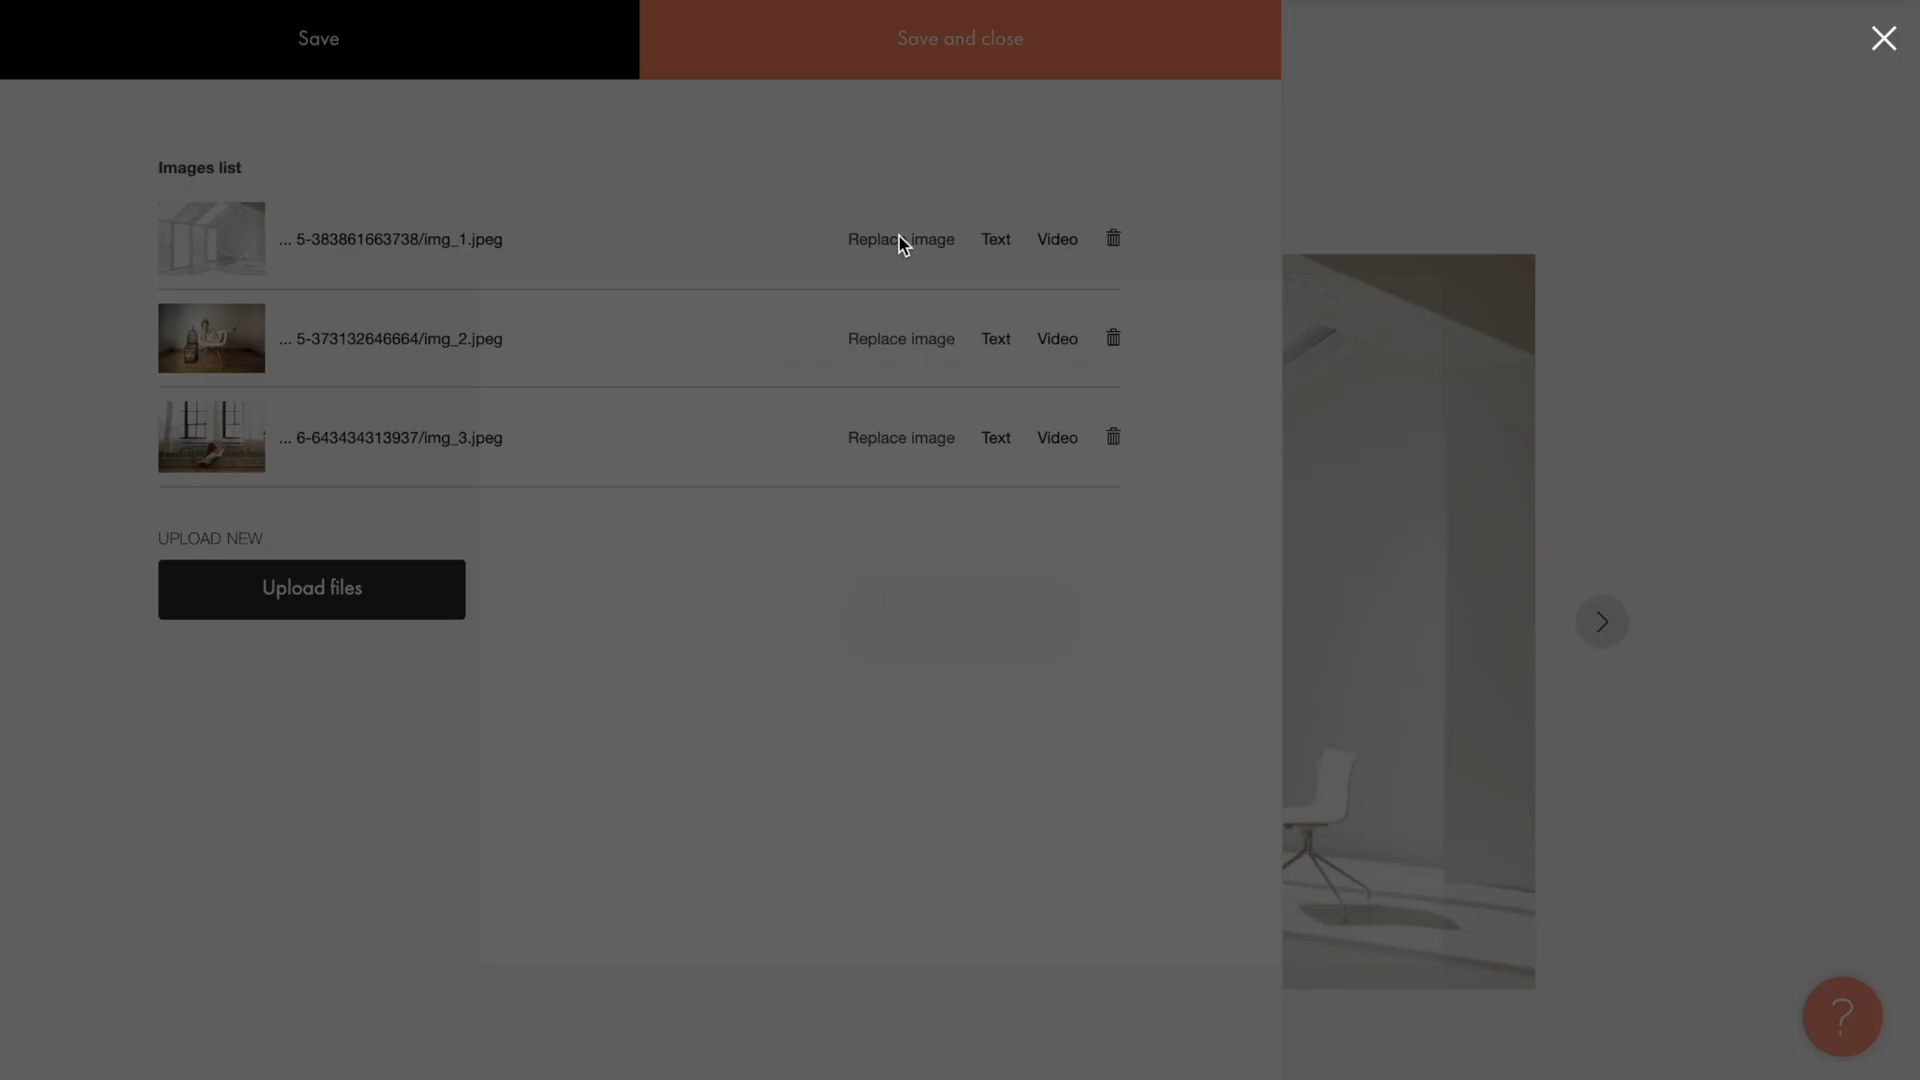 Save
Save and close
Images list
... 5-383861663738/img_1.jpeg
Replace image
Text
Video
... 5-373132646664/img_2.jpeg
Replace image
Text
Video
... 6-643434313937/img_3.jpeg
Replace image
Text
Video
UPLOAD NEW
Upload files
?